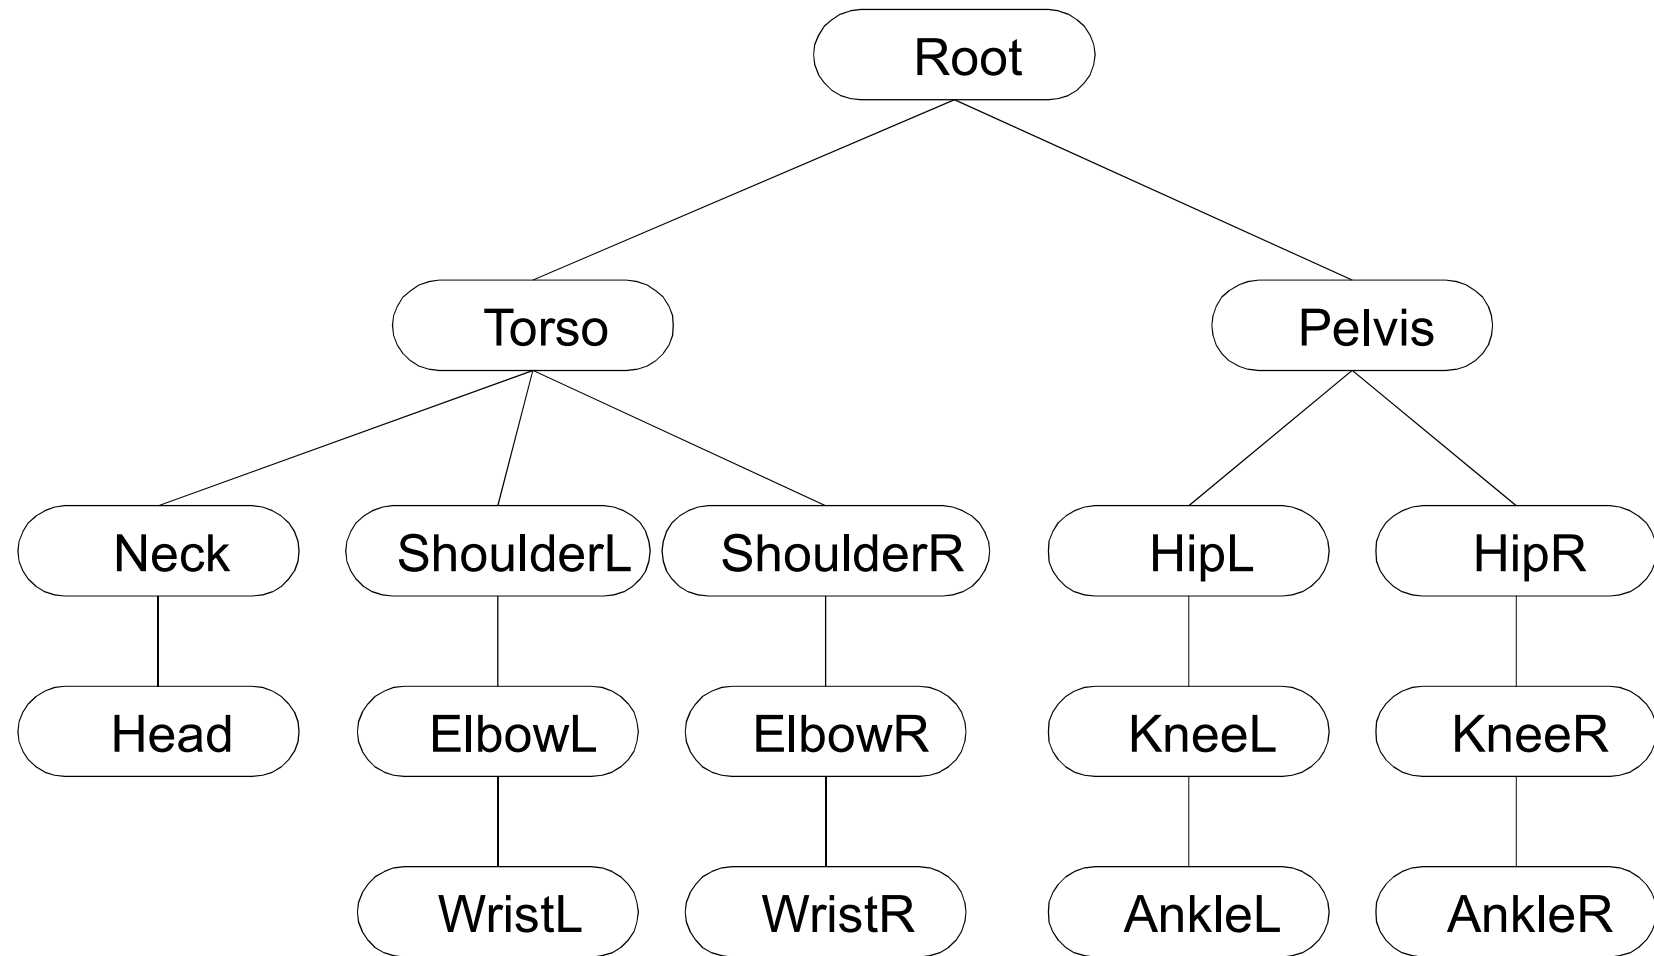 Root
Torso Pelvis
Neck ShoulderL ShoulderR HipL HipR
Head ElbowL ElbowR KneeL KneeR
WristL WristR AnkleL AnkleR